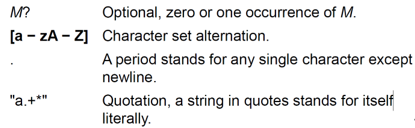 M? Optional, zero or one occurrence of M.
[a – zA – Z] Character set alternation.
. A period stands for any single character except
newline.
"a.+*" Quotation, a string in quotes stands for itself
literally.